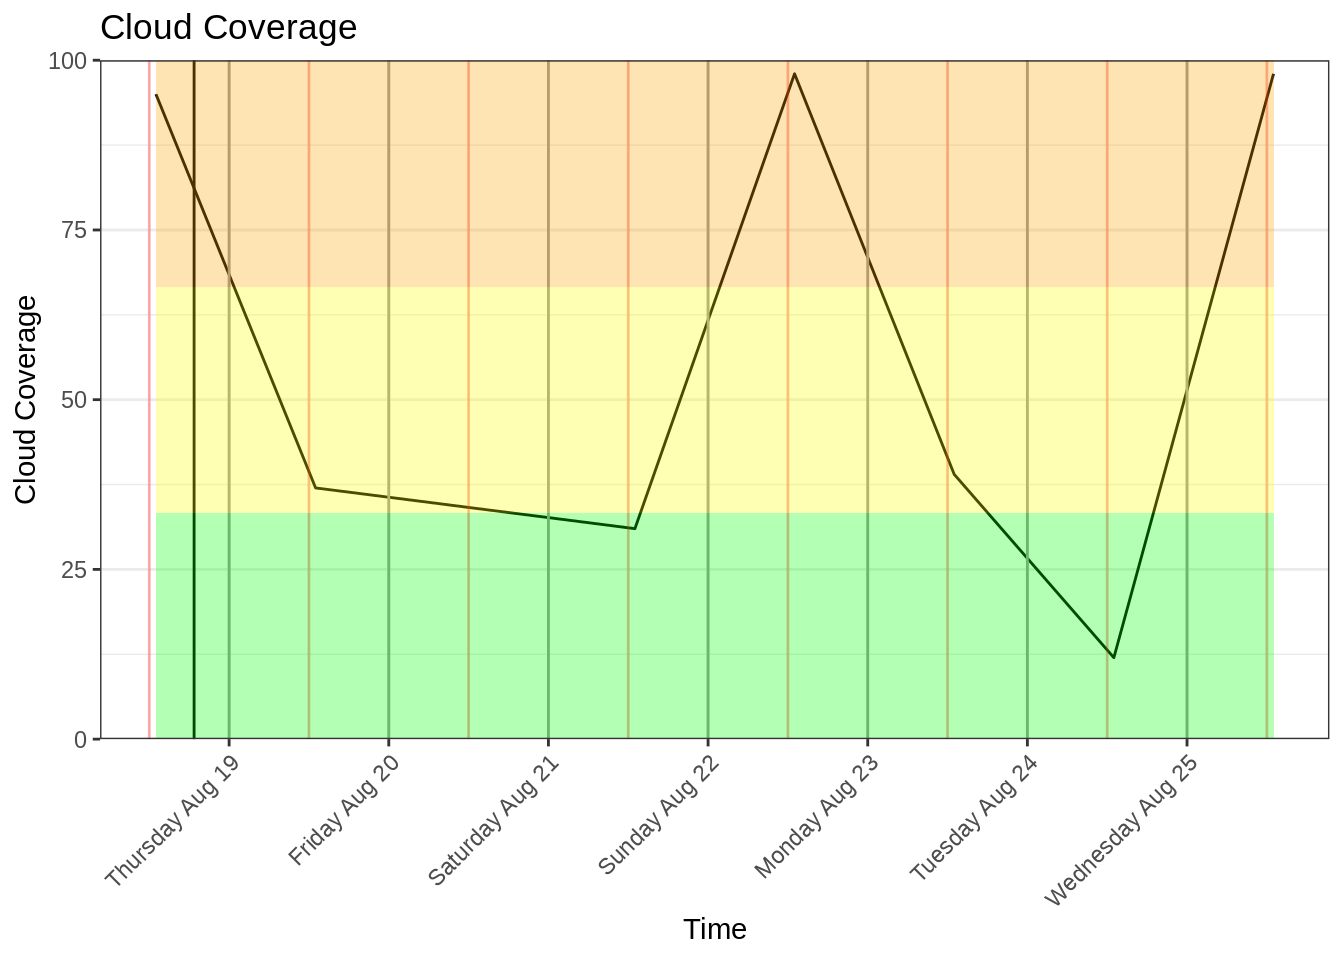 Cloud Coverage
100
75
50
25
0
Cloud Coverage
Thursday Aug 19
Friday Aug 20
Saturday Aug 21
Sunday Aug 22
Monday Aug 23
Tuesday Aug 24
Wednesday Aug 25
Time